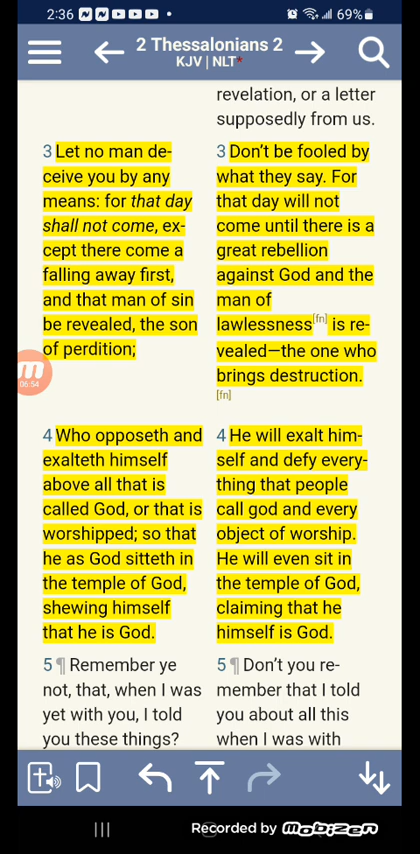 2:36
69%
2 Thessalonians 2
KJV | NLT*
revelation, or a letter
supposedly from us.
3 Let no man de-
ceive you by any
means: for that day
shall not come, ex-
cept there come a
falling away first,
and that man of sin
be revealed, the son
of perdition;
3 Don't be fooled by
what they say. For
that day will not
come until there is a
great rebellion
against God and the
man of
lawlessness[fn] is re-
vealed—the one who
brings destruction.
[fn]
06:54
4 Who opposeth and
exalteth himself
above all that is
called God, or that is
worshipped; so that
he as God sitteth in
the temple of God,
shewing himself
that he is God.
4 He will exalt him-
self and defy every-
thing that people
call god and every
object of worship.
He will even sit in
the temple of God,
claiming that he
himself is God.
5 ¶ Remember ye
not, that, when I was
yet with you, I told
you these things?
5 ¶ Don't you re-
member that I told
you about all this
when I was with
Recorded by Mobizen